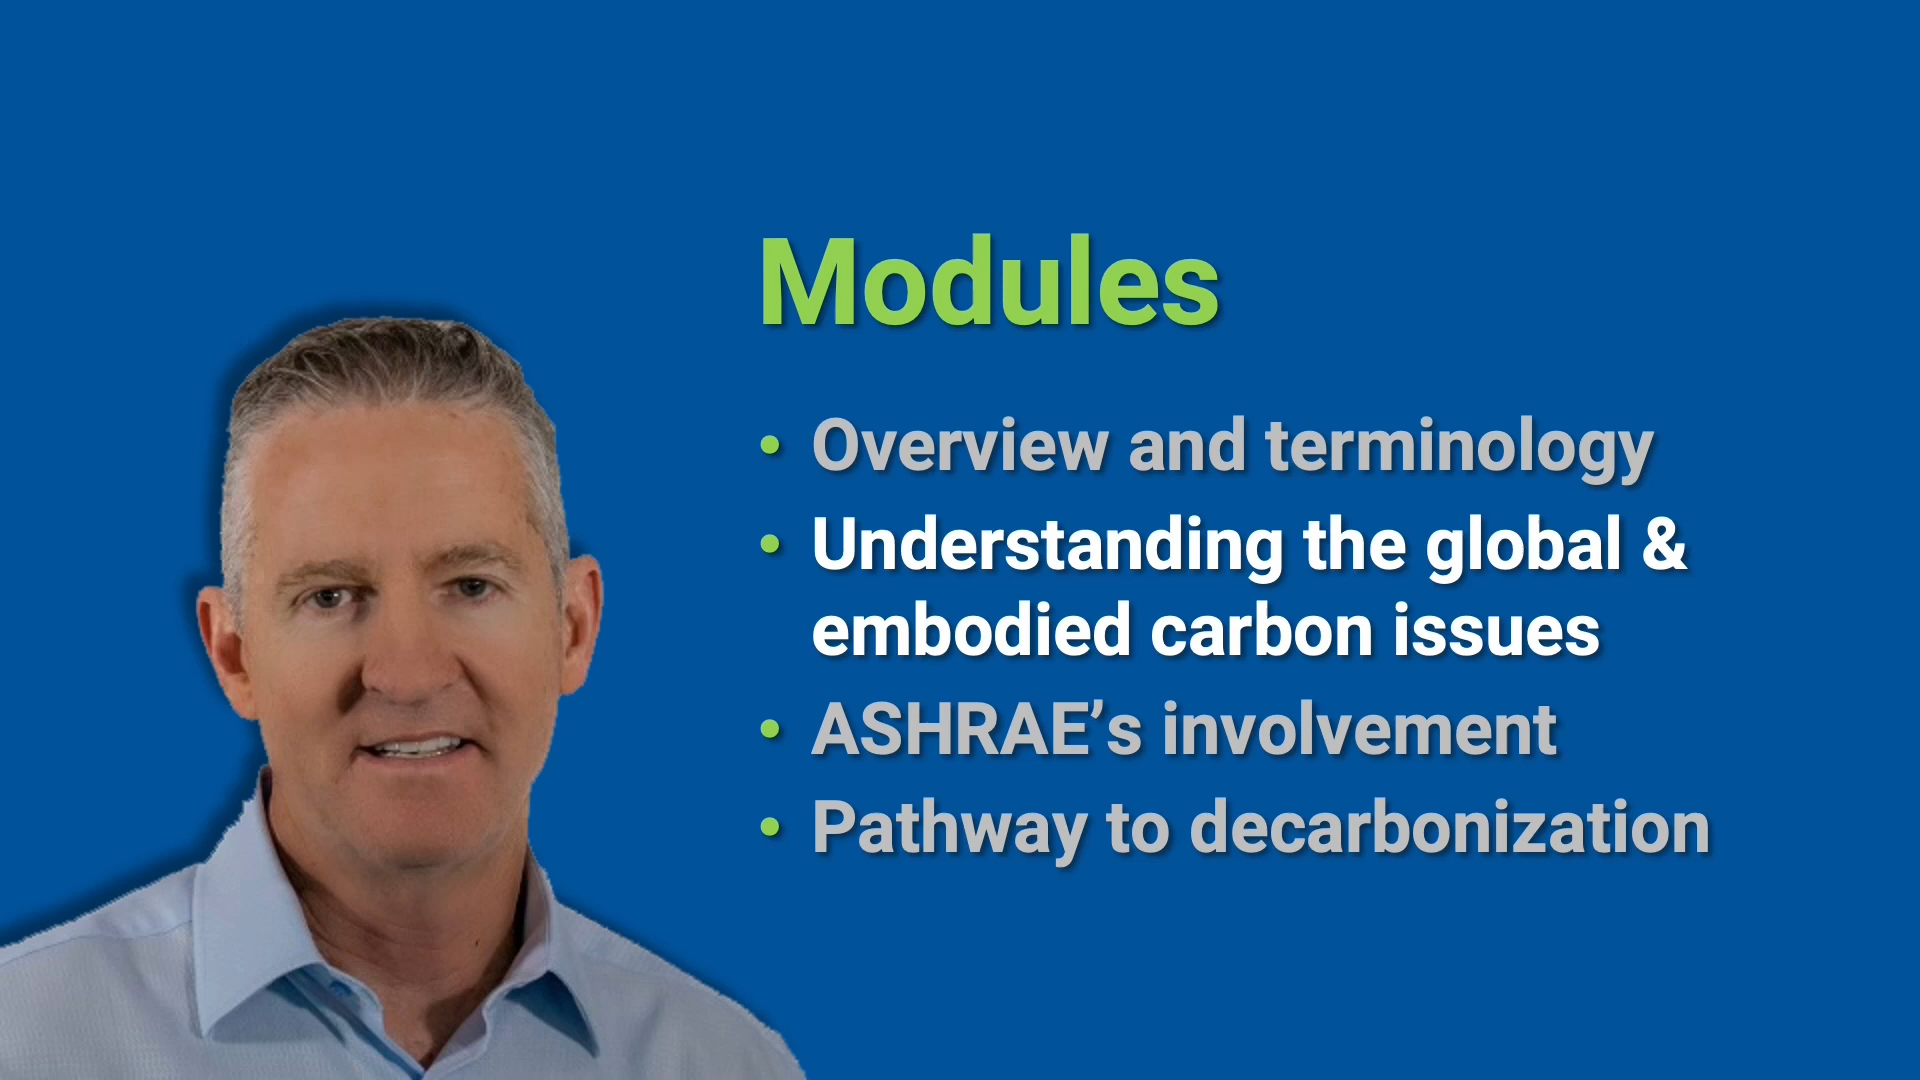 Modules
• Overview and terminology
• Understanding the global &
embodied carbon issues
• ASHRAE’s involvement
• Pathway to decarbonization